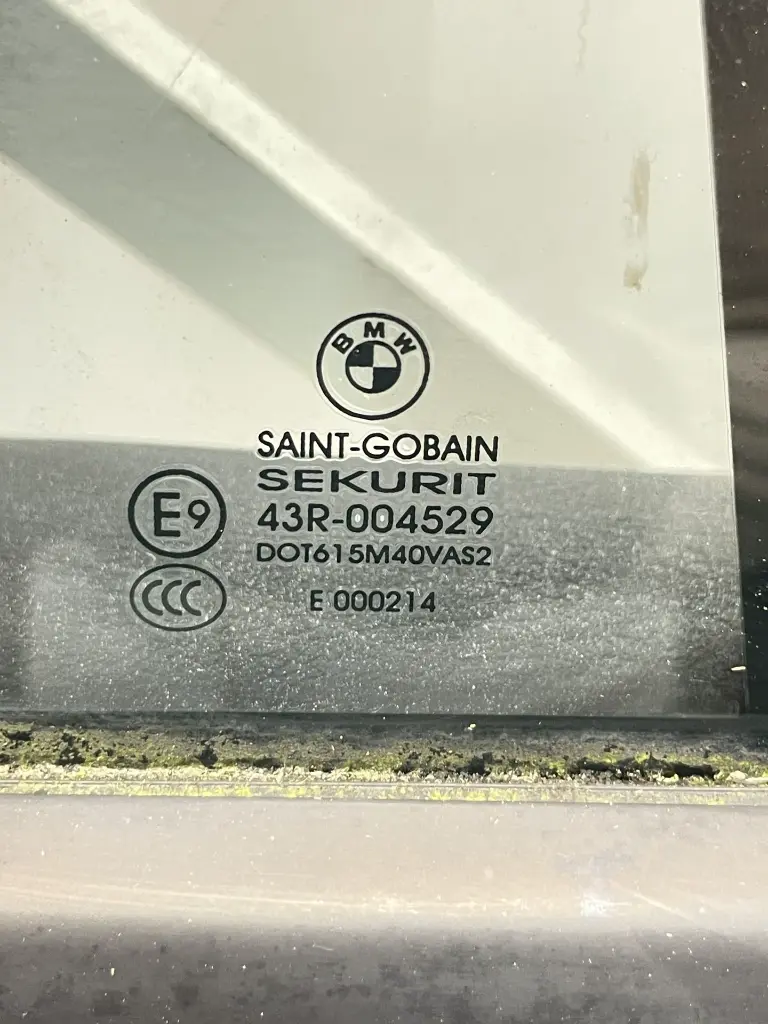 BMW
SAINT-GOBAIN
SEKURIT
E9
43R-004529
DOT615M40VAS2
CCC
E 000214